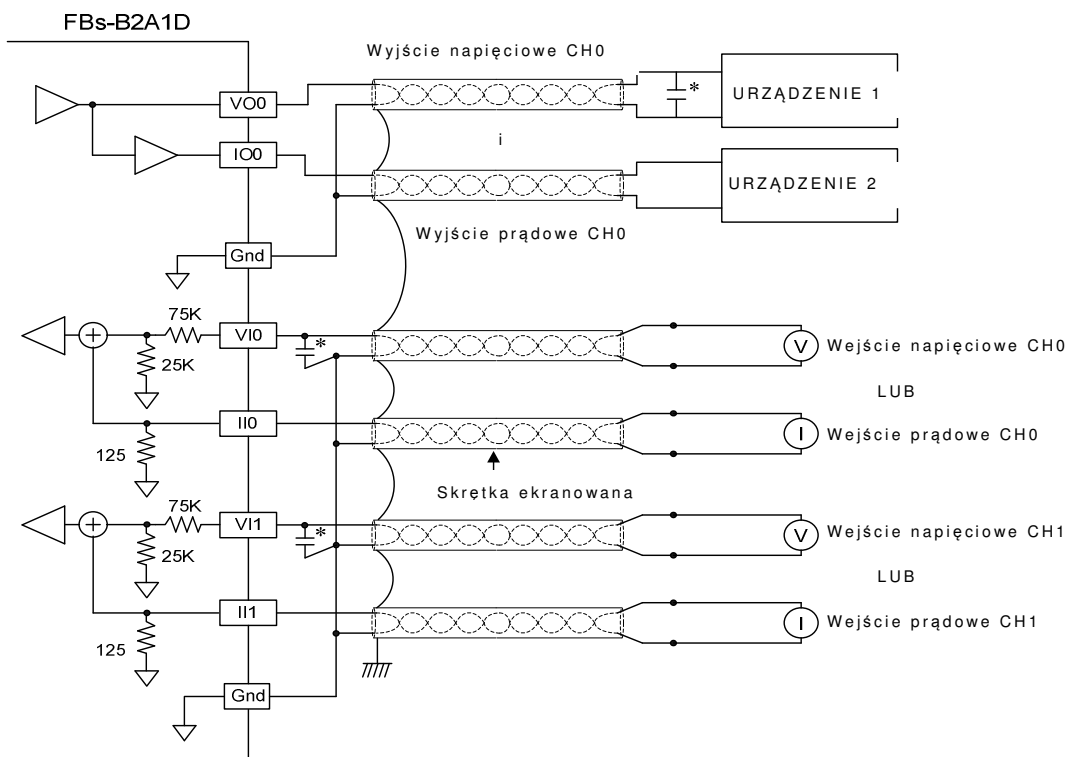 FBs-B2A1D
Wyjście napięciowe CH0
VO0
*
URZĄDZENIE 1
i
IO0
URZĄDZENIE 2
Wyjście prądowe CH0
Gnd
75K
VI0
*
25K
V
Wejście napięciowe CH0
LUB
II0
125
I
Wejście prądowe CH0
Skrętka ekranowana
75K
VI1
*
25K
V
Wejście napięciowe CH1
LUB
II1
125
I
Wejście prądowe CH1
Gnd